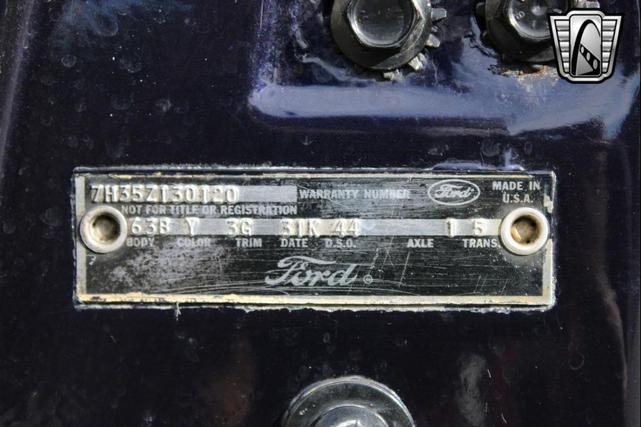 7H35Z130120 WARRANTY NUMBER Ford MADE IN U.S.A.
NOT FOR TITLE OR REGISTRATION
63B Y 3G 31K 44 1 5
BODY COLOR TRIM DATE D.S.O. AXLE TRANS.
Ford ©